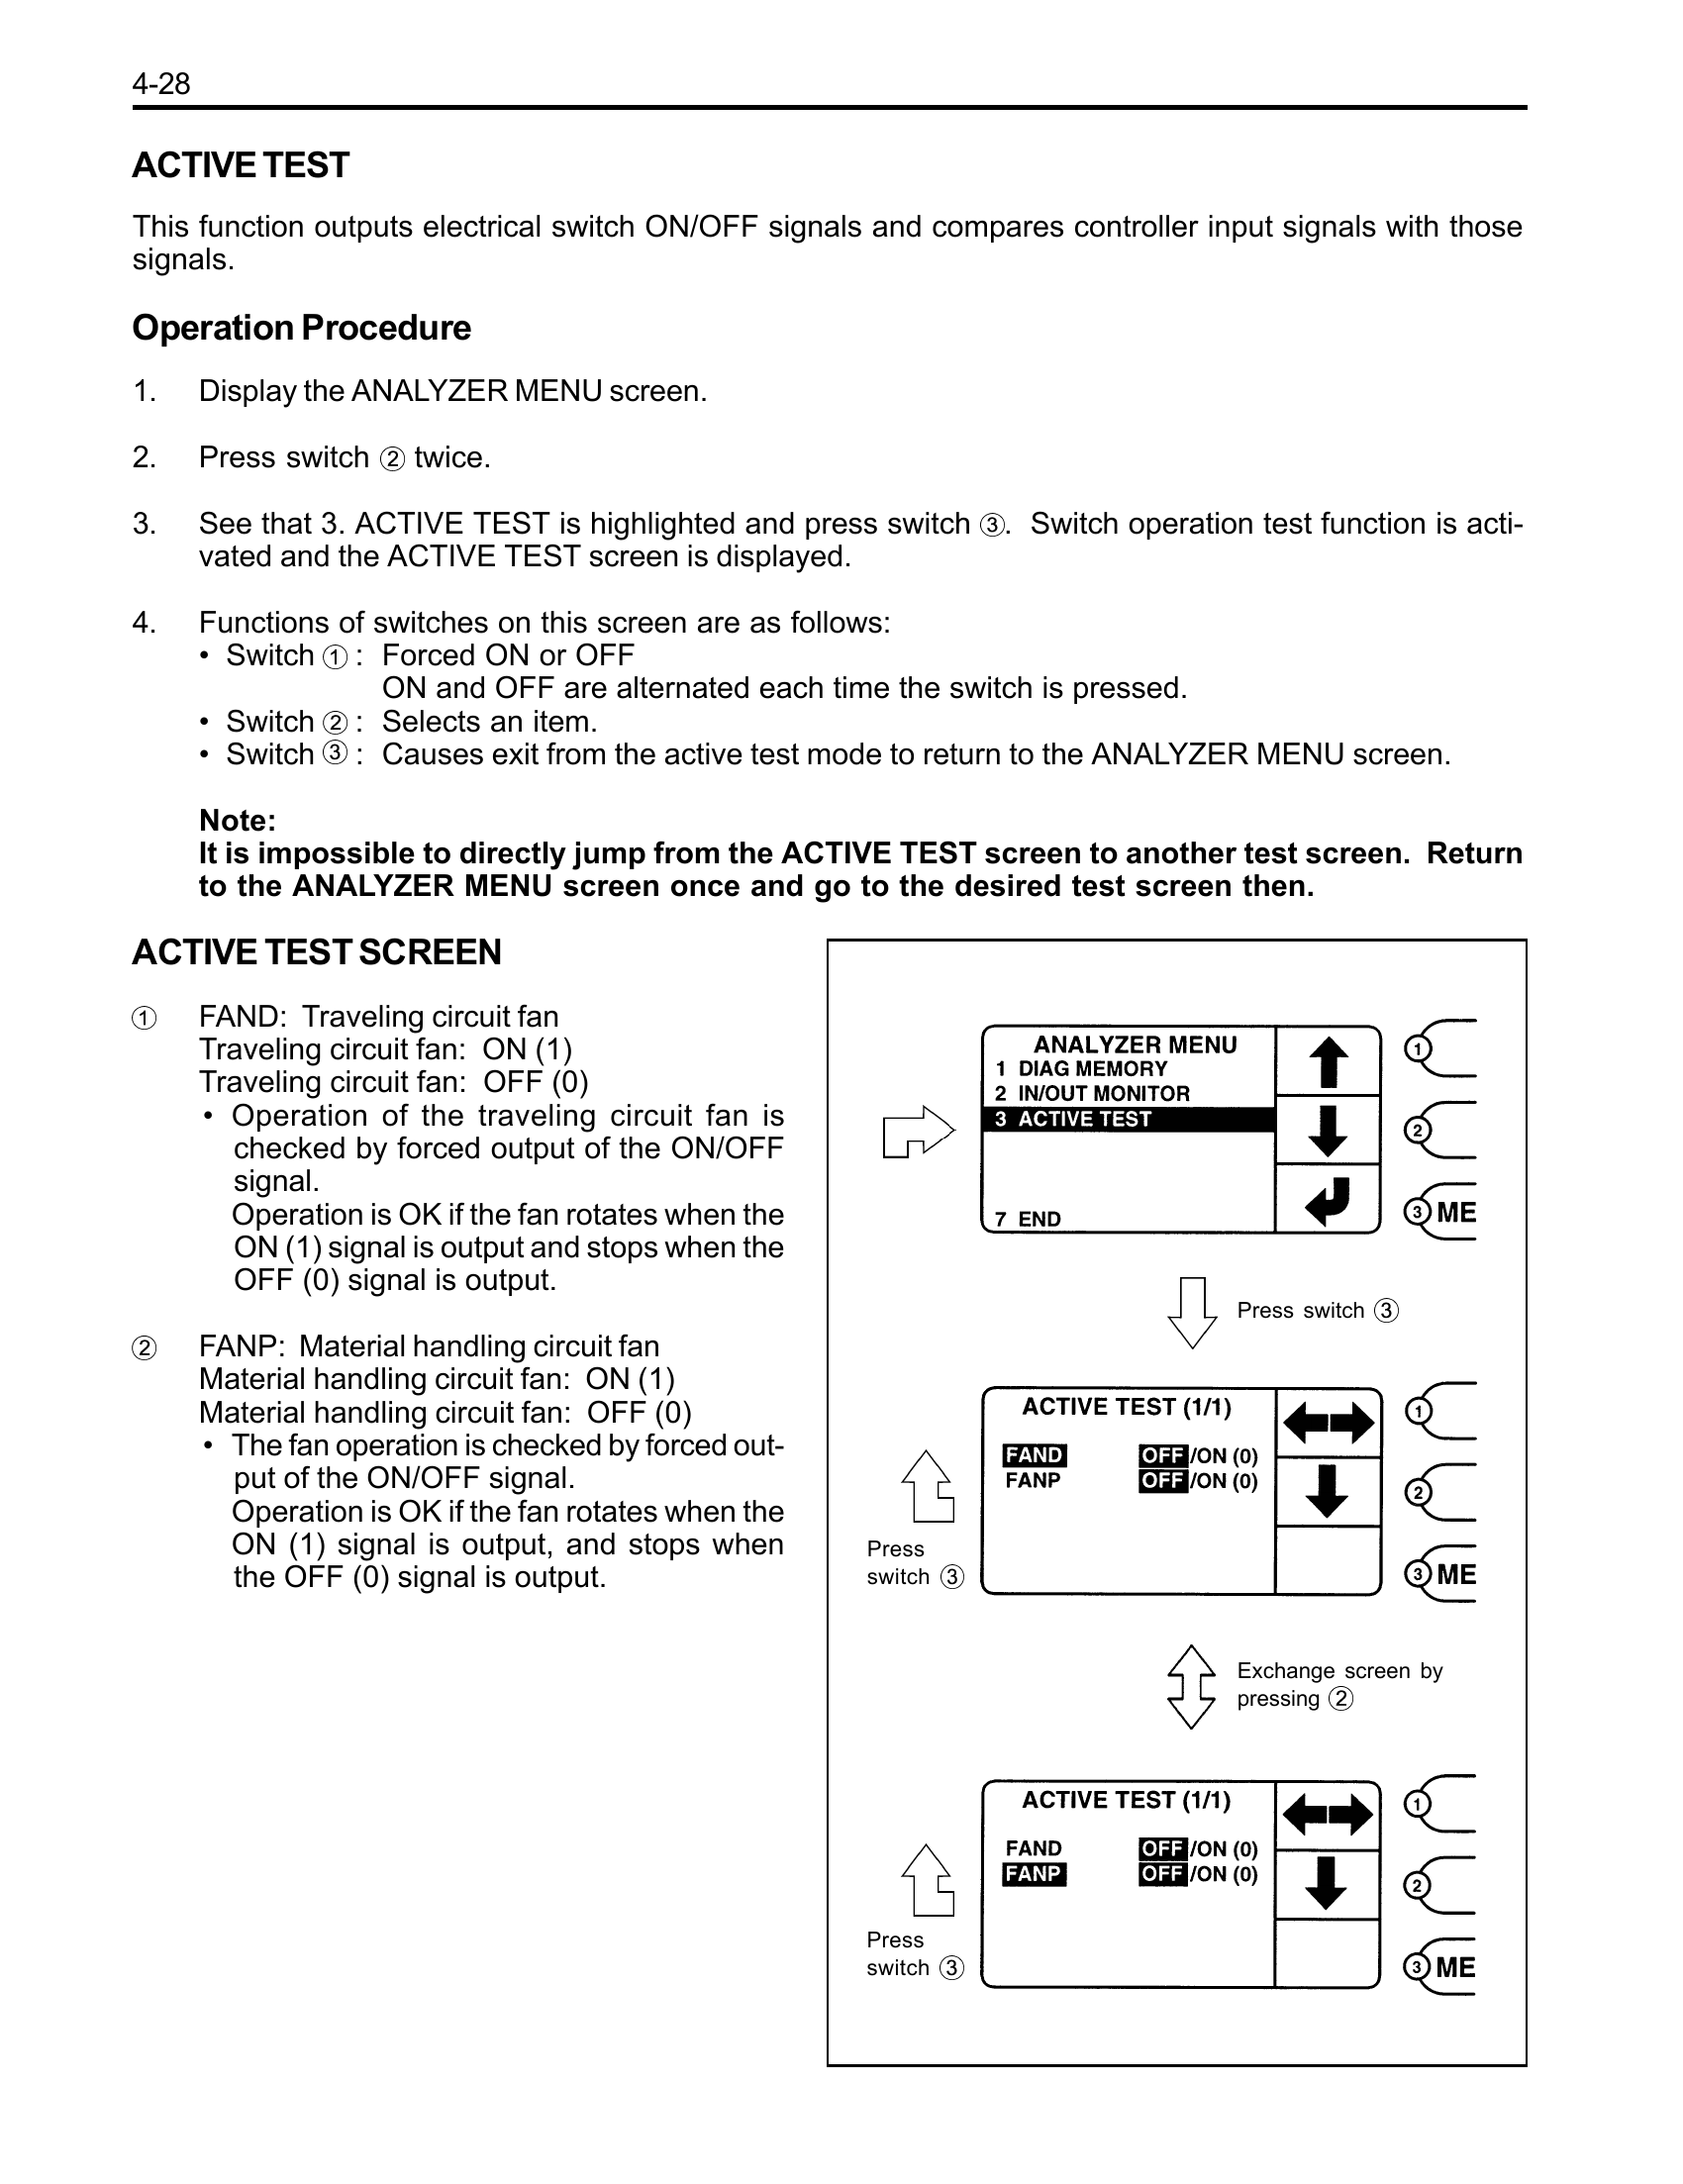 4-28
ACTIVE TEST
This function outputs electrical switch ON/OFF signals and compares controller input signals with those
signals.
Operation Procedure
1. Display the ANALYZER MENU screen.
2. Press switch ② twice.
3. See that 3. ACTIVE TEST is highlighted and press switch ③. Switch operation test function is acti-
vated and the ACTIVE TEST screen is displayed.
4. Functions of switches on this screen are as follows:
• Switch ① : Forced ON or OFF
ON and OFF are alternated each time the switch is pressed.
• Switch ② : Selects an item.
• Switch ③ : Causes exit from the active test mode to return to the ANALYZER MENU screen.
Note:
It is impossible to directly jump from the ACTIVE TEST screen to another test screen. Return
to the ANALYZER MENU screen once and go to the desired test screen then.
ACTIVE TEST SCREEN
① FAND: Traveling circuit fan
Traveling circuit fan: ON (1)
Traveling circuit fan: OFF (0)
• Operation of the traveling circuit fan is
checked by forced output of the ON/OFF
signal.
Operation is OK if the fan rotates when the
ON (1) signal is output and stops when the
OFF (0) signal is output.
② FANP: Material handling circuit fan
Material handling circuit fan: ON (1)
Material handling circuit fan: OFF (0)
• The fan operation is checked by forced out-
put of the ON/OFF signal.
Operation is OK if the fan rotates when the
ON (1) signal is output, and stops when
the OFF (0) signal is output.
ANALYZER MENU
1 DIAG MEMORY
2 IN/OUT MONITOR
3 ACTIVE TEST
7 END
①
②
③ ME
Press switch ③
ACTIVE TEST (1/1)
FAND OFF/ON (0)
FANP OFF/ON (0)
①
②
③ ME
Press
switch ③
Exchange screen by
pressing ②
ACTIVE TEST (1/1)
FAND OFF/ON (0)
FANP OFF/ON (0)
①
②
③ ME
Press
switch ③